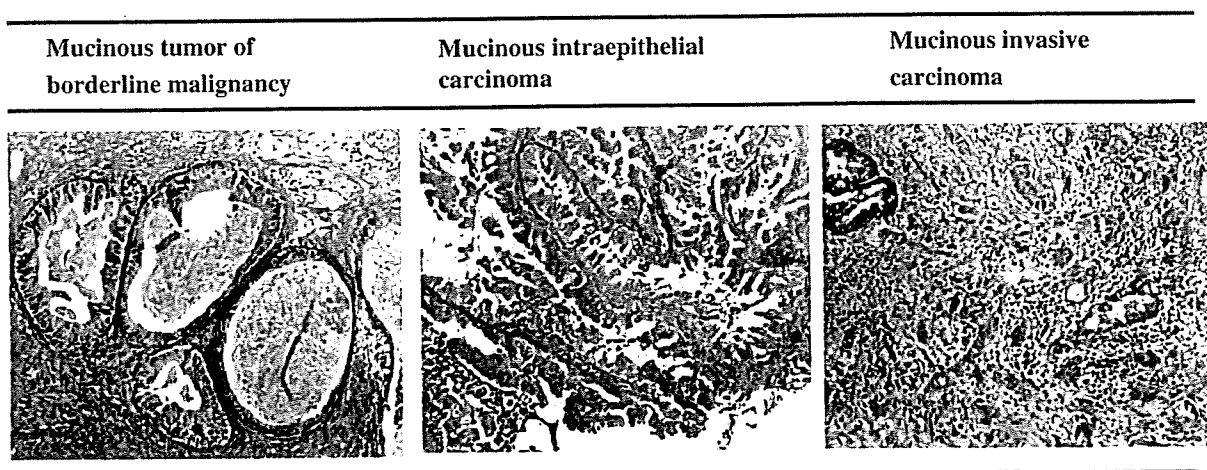 Mucinous tumor of
borderline malignancy
Mucinous intraepithelial
carcinoma
Mucinous invasive
carcinoma